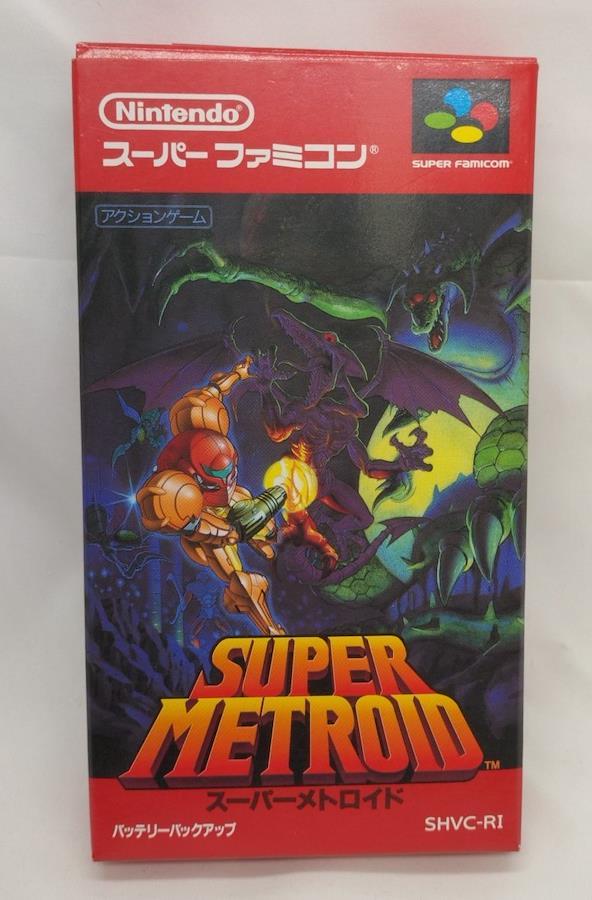 Nintendo®
スーパーファミコン®
SUPER FAMICOM™
アクションゲーム
SUPER
METROID™
スーパーメトロイド
バッテリーバックアップ
SHVC-RI